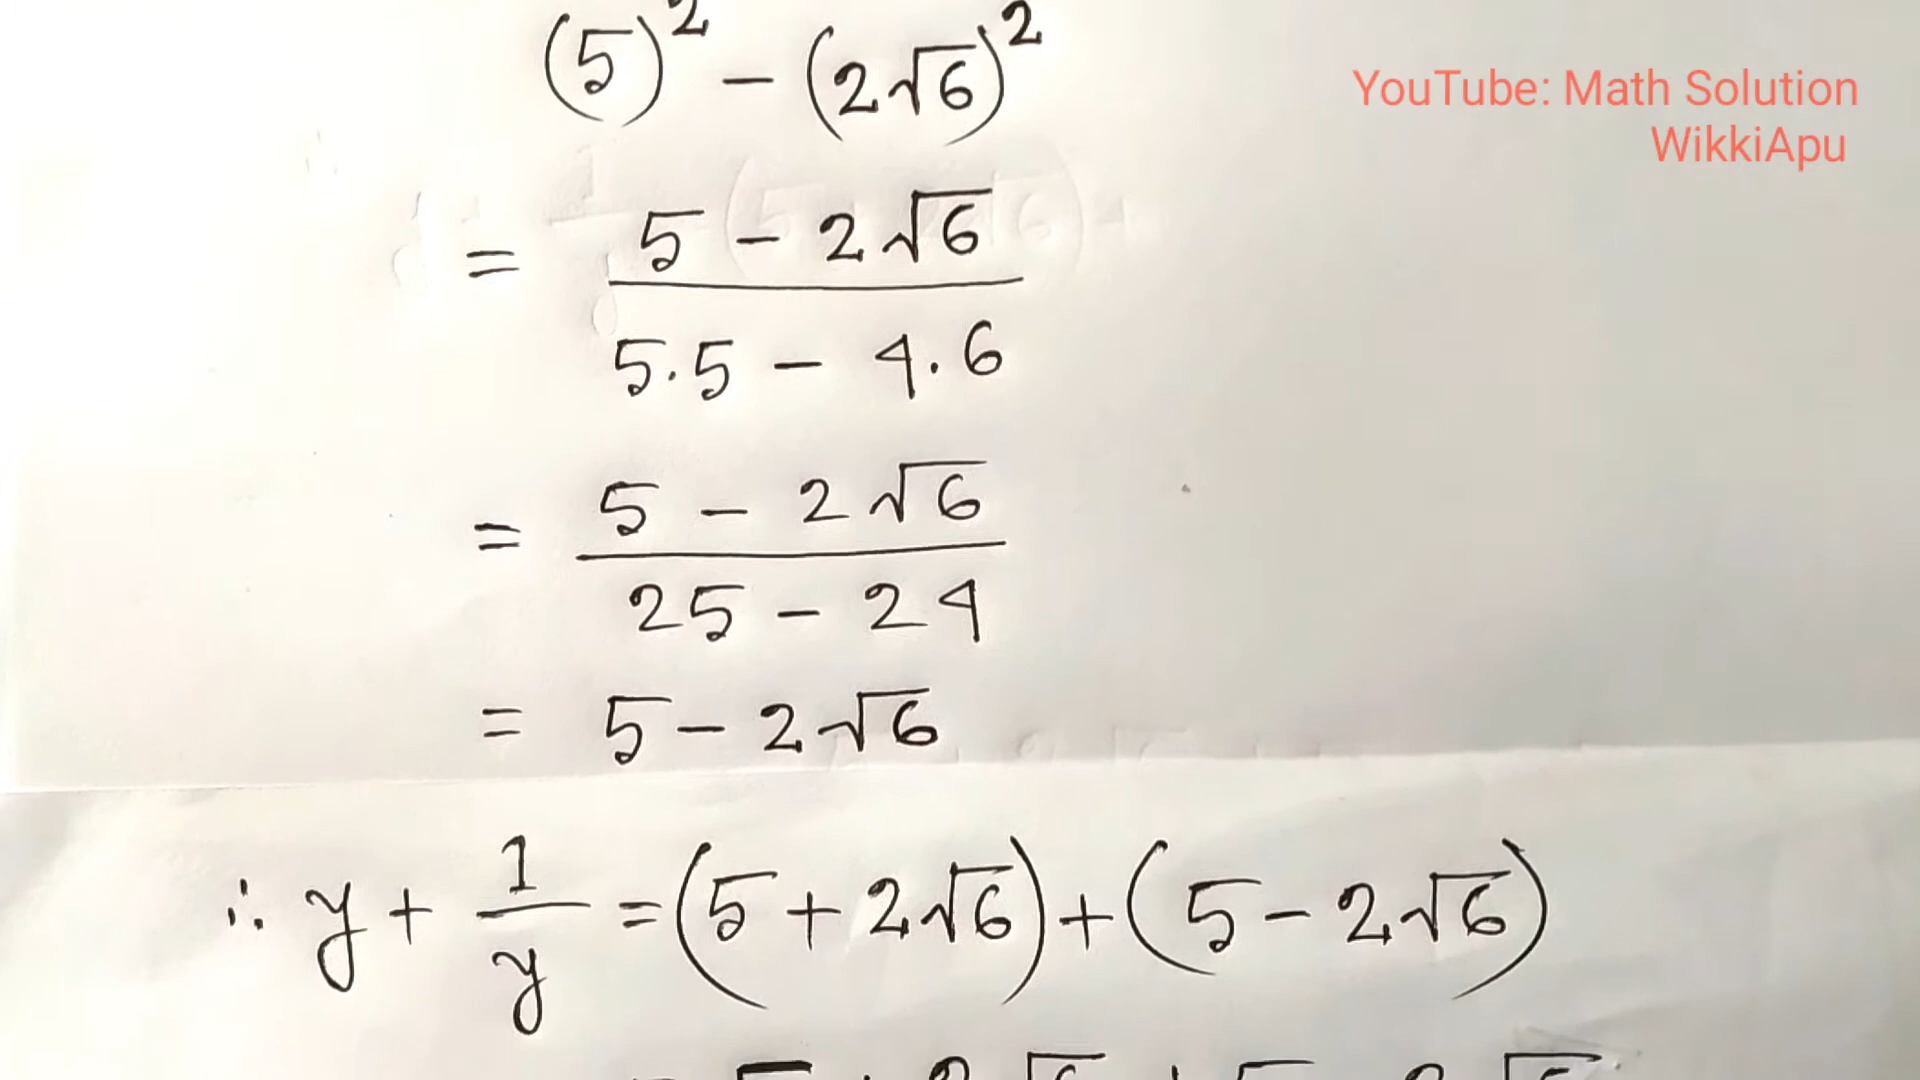 (5)² − (2√6)²
YouTube: Math Solution
WikkiApu
= 5 − 2√6
5.5 − 4.6
= 5 − 2√6
25 − 24
= 5 − 2√6
∴ y + 1/y = (5 + 2√6) + (5 − 2√6)